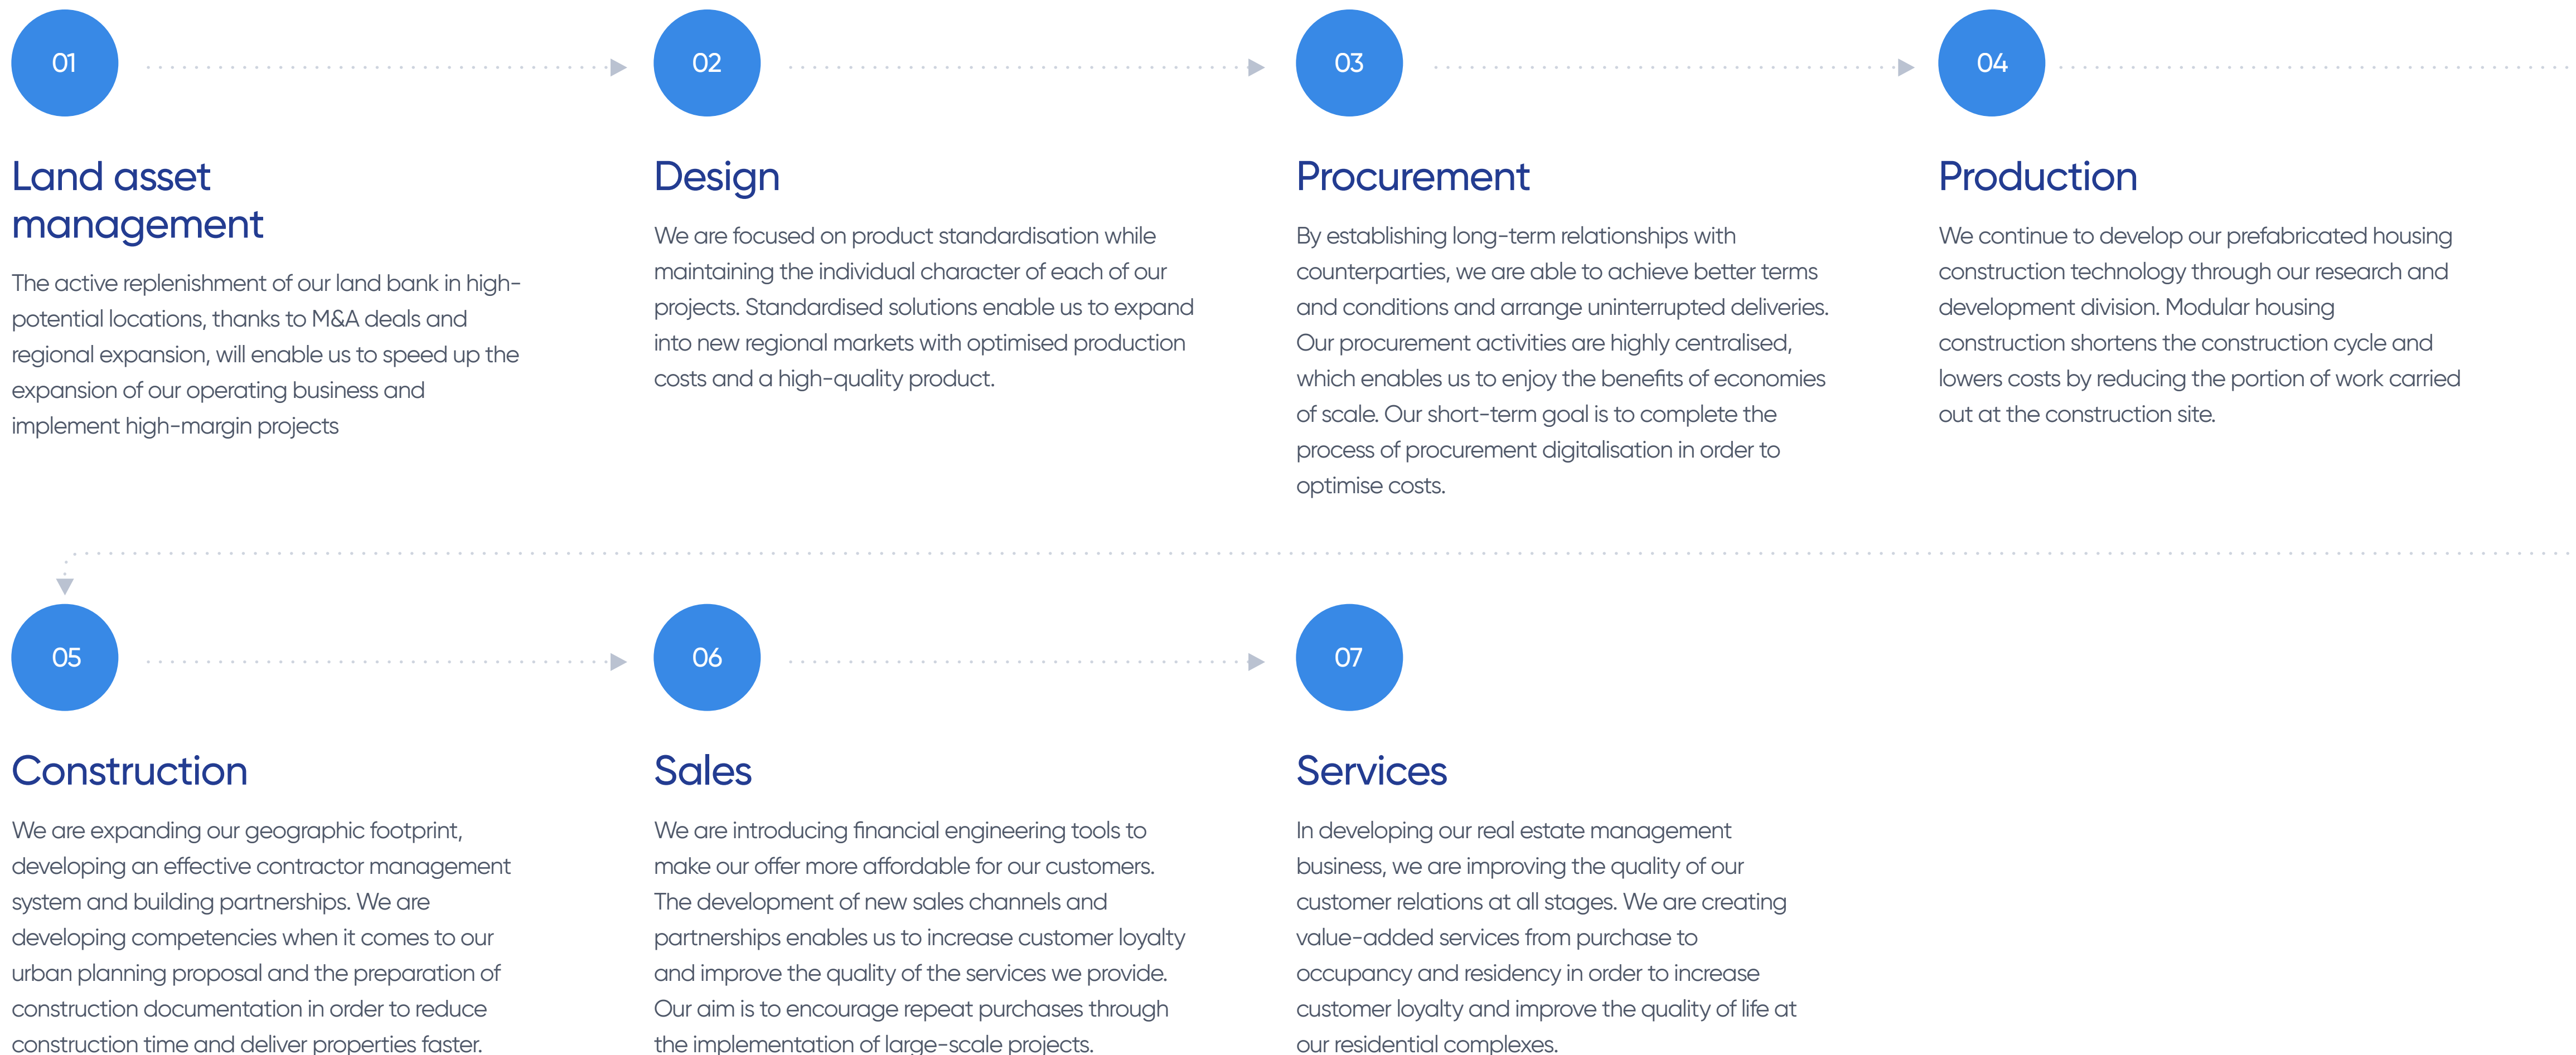 01
Land asset
management
The active replenishment of our land bank in high-
potential locations, thanks to M&A deals and
regional expansion, will enable us to speed up the
expansion of our operating business and
implement high-margin projects
02
Design
We are focused on product standardisation while
maintaining the individual character of each of our
projects. Standardised solutions enable us to expand
into new regional markets with optimised production
costs and a high-quality product.
03
Procurement
By establishing long-term relationships with
counterparties, we are able to achieve better terms
and conditions and arrange uninterrupted deliveries.
Our procurement activities are highly centralised,
which enables us to enjoy the benefits of economies
of scale. Our short-term goal is to complete the
process of procurement digitalisation in order to
optimise costs.
04
Production
We continue to develop our prefabricated housing
construction technology through our research and
development division. Modular housing
construction shortens the construction cycle and
lowers costs by reducing the portion of work carried
out at the construction site.
05
Construction
We are expanding our geographic footprint,
developing an effective contractor management
system and building partnerships. We are
developing competencies when it comes to our
urban planning proposal and the preparation of
construction documentation in order to reduce
construction time and deliver properties faster.
06
Sales
We are introducing financial engineering tools to
make our offer more affordable for our customers.
The development of new sales channels and
partnerships enables us to increase customer loyalty
and improve the quality of the services we provide.
Our aim is to encourage repeat purchases through
the implementation of large-scale projects.
07
Services
In developing our real estate management
business, we are improving the quality of our
customer relations at all stages. We are creating
value-added services from purchase to
occupancy and residency in order to increase
customer loyalty and improve the quality of life at
our residential complexes.